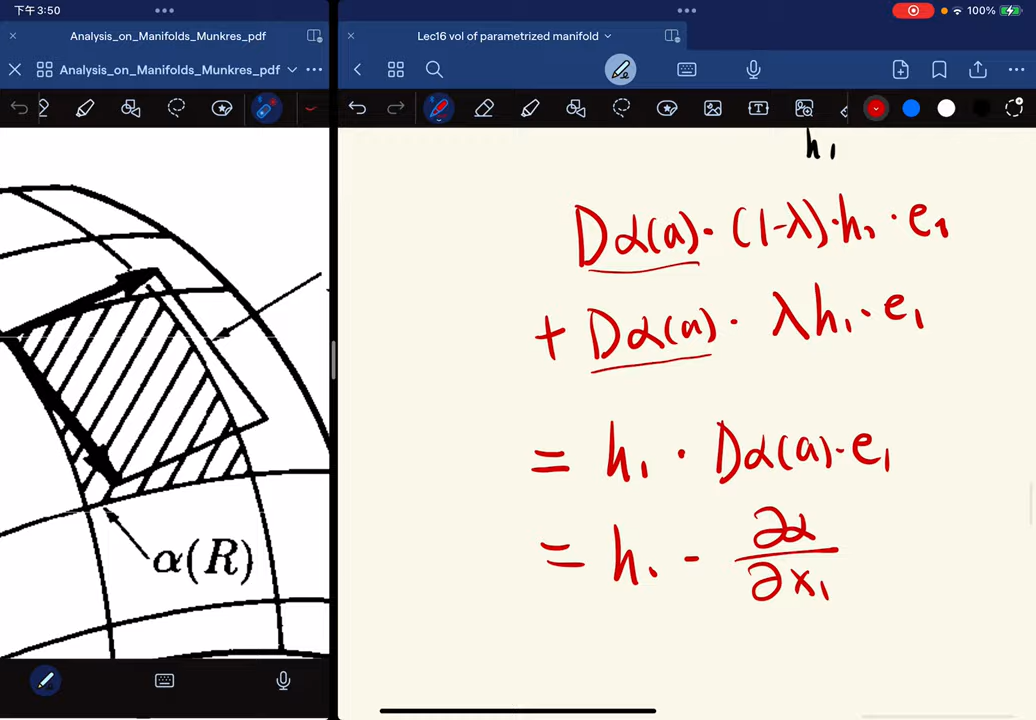 下午3:50
100%
Analysis_on_Manifolds_Munkres_pdf
Lec16 vol of parametrized manifold
Analysis_on_Manifolds_Munkres_pdf
α(R)
h₁
Dα(a)·(1-λ)·h₁·e₁
+ Dα(a)· λh₁·e₁
= h₁ · Dα(a)·e₁
= h₁ - ∂α/∂x₁